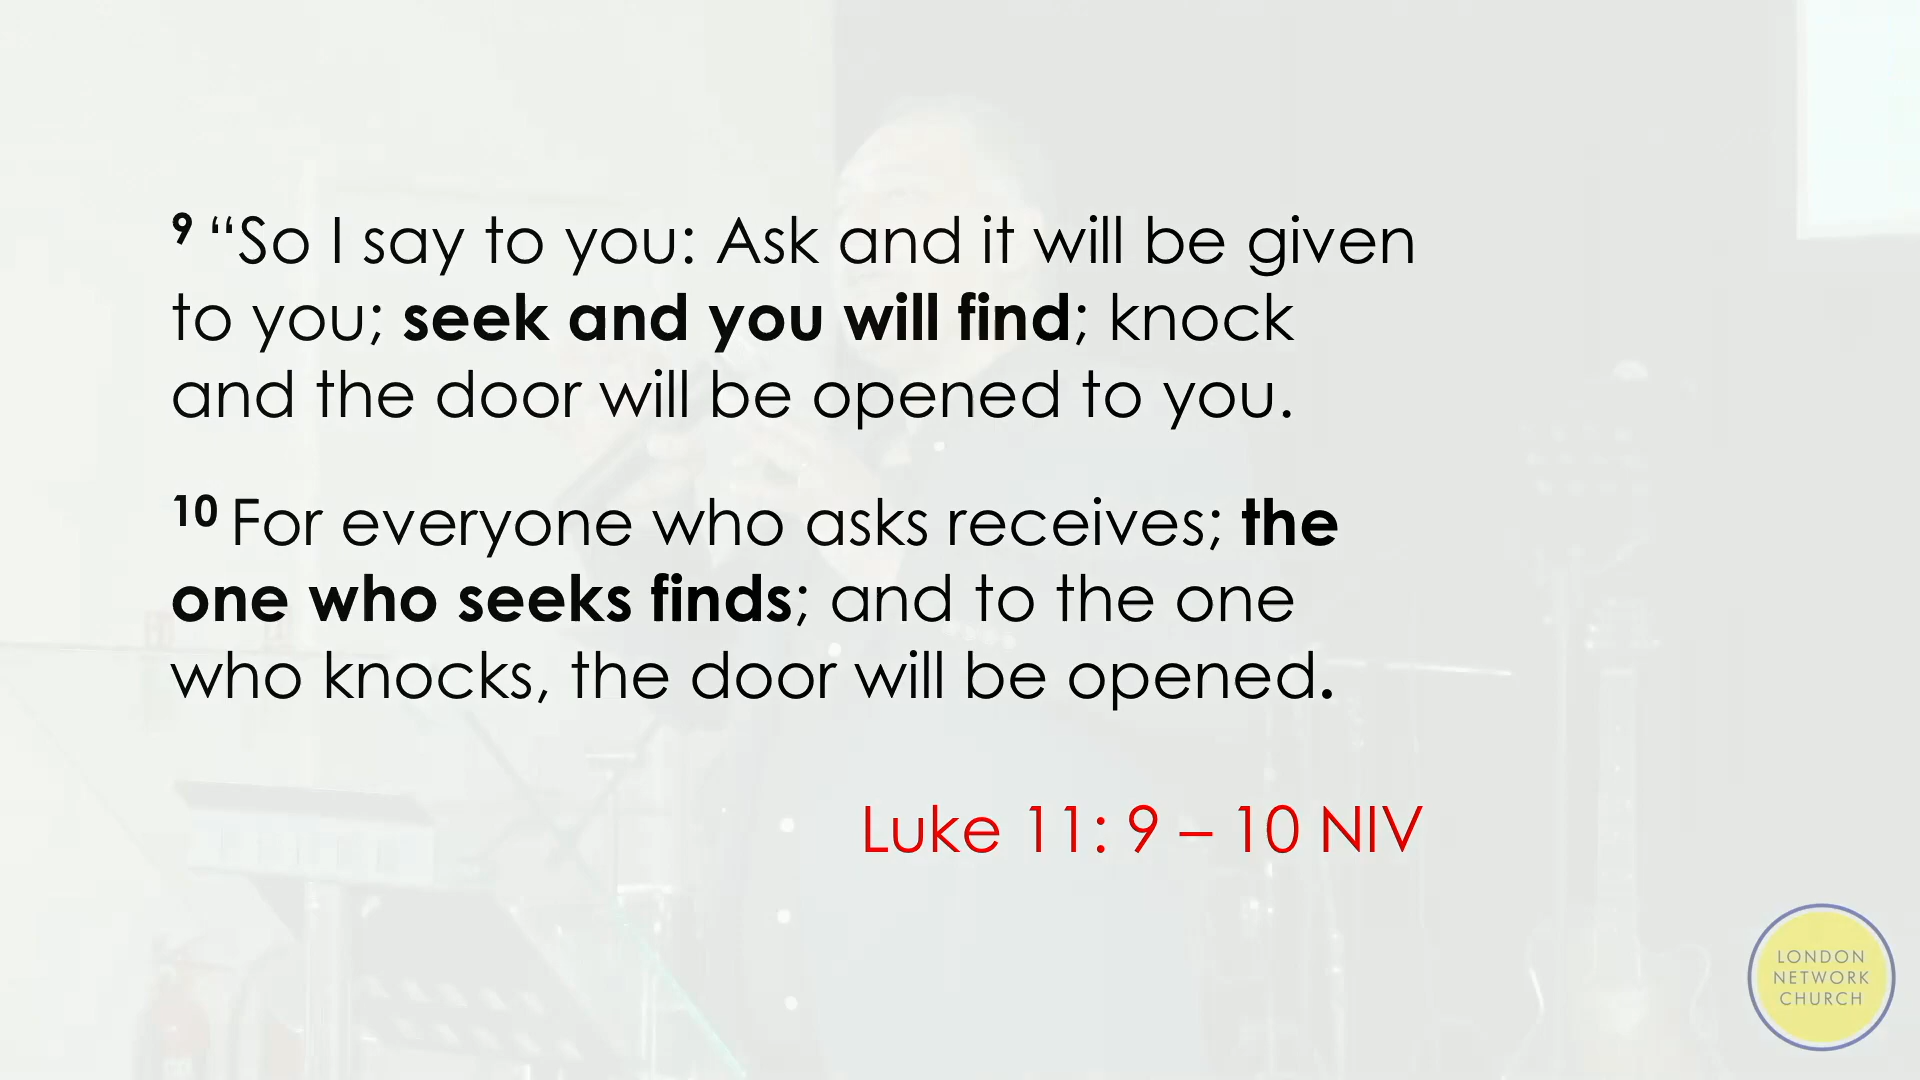 9 “So I say to you: Ask and it will be given
to you; seek and you will find; knock
and the door will be opened to you.
10 For everyone who asks receives; the
one who seeks finds; and to the one
who knocks, the door will be opened.
Luke 11: 9 – 10 NIV
LONDON
NETWORK
CHURCH